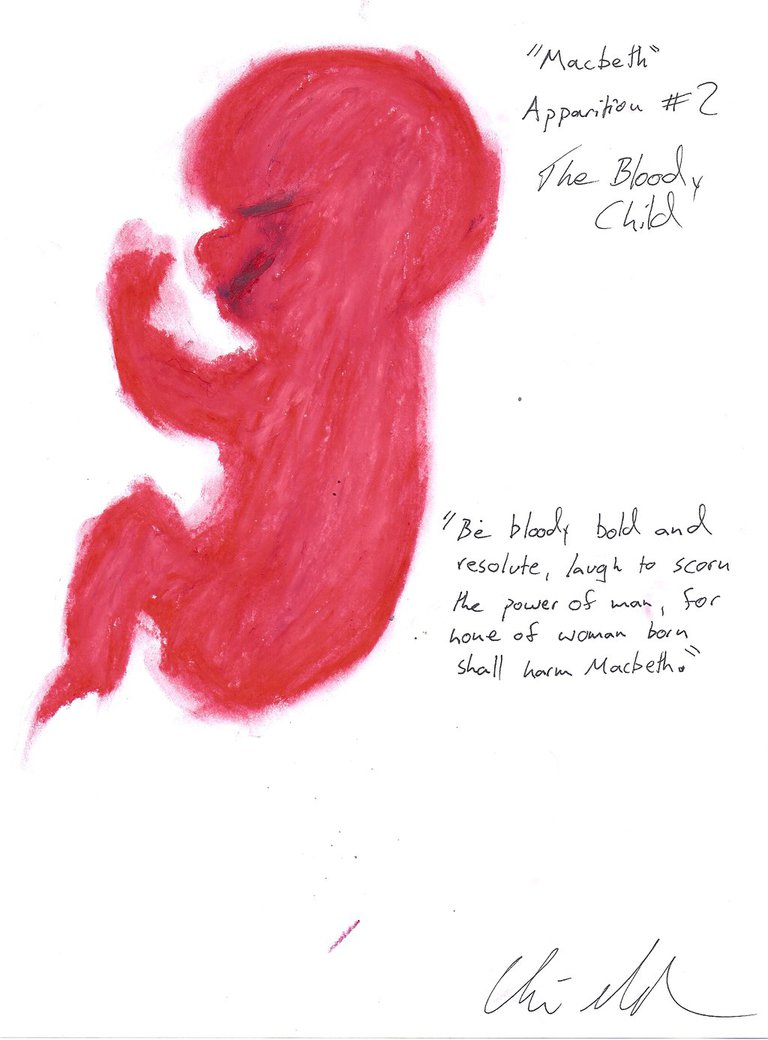 "Macbeth"
Apparition #2
The Bloody
Child
"Be bloody bold and
resolute, laugh to scorn
the power of man, for
none of woman born
shall harm Macbeth."